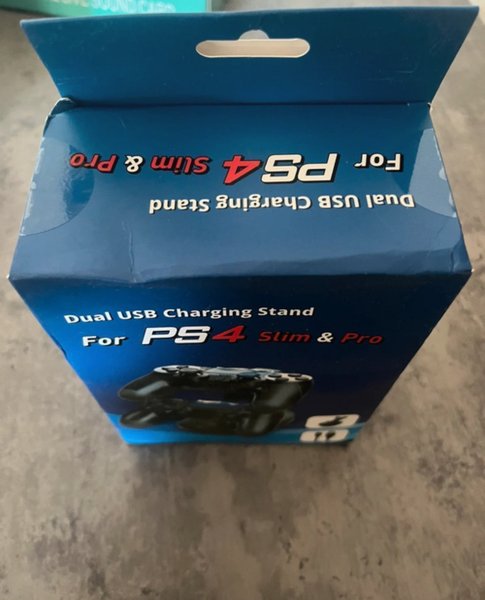 For PS4 Slim & Pro
Dual USB Charging Stand
Dual USB Charging Stand
For PS4 Slim & Pro